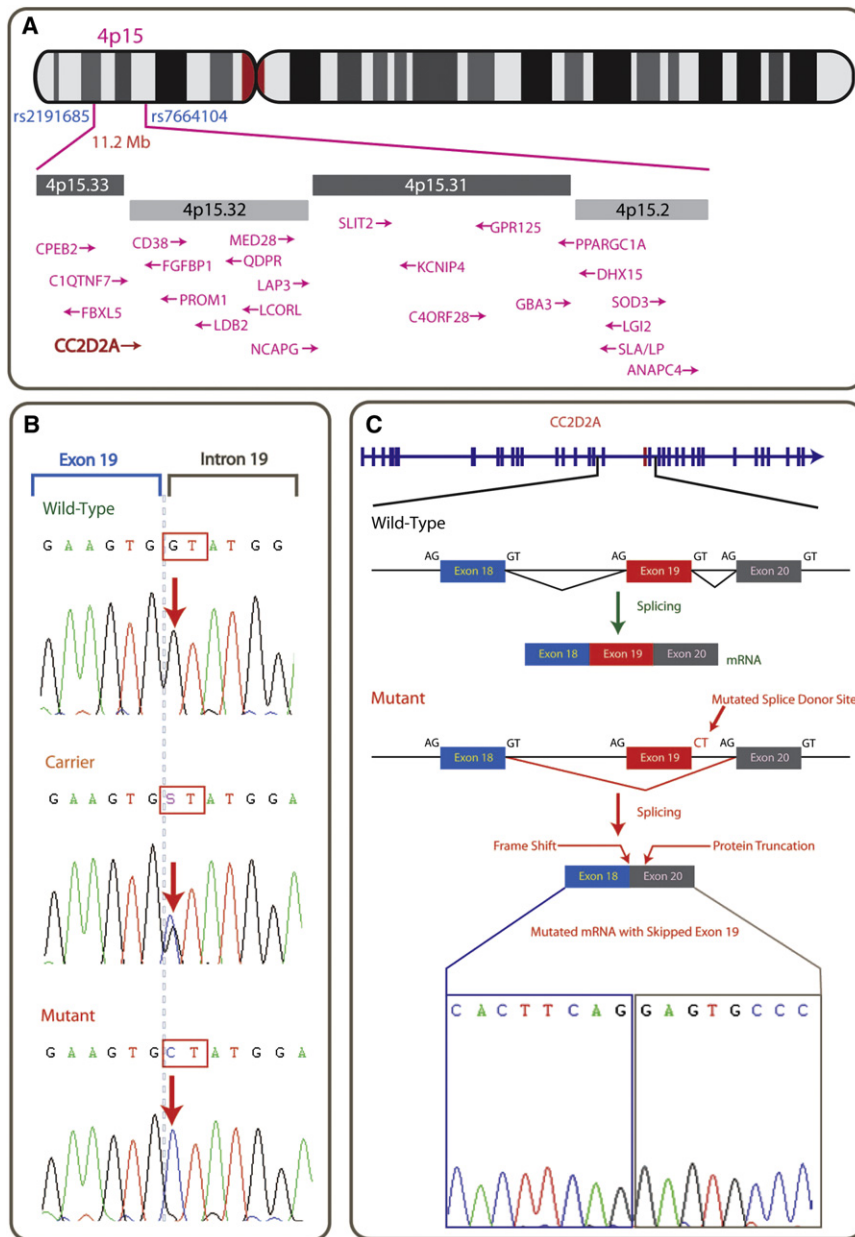 A
4p15
rs2191685 rs7664104
11.2 Mb
4p15.33 4p15.31
4p15.32 4p15.2
SLIT2→ ←GPR125
CPEB2→ CD38→ MED28→ ←PPARGC1A
←FGFBP1 ←QDPR ←KCNIP4
C1QTNF7→ LAP3→ ←DHX15
←FBXL5 ←PROM1 ←LCORL GBA3→ SOD3→
←LDB2 C4ORF28→ ←LGI2
CC2D2A→ NCAPG→ ←SLA/LP
ANAPC4→
B
Exon 19 Intron 19
Wild-Type
G A A G T G G T A T G G
Carrier
G A A G T G S T A T G G A
Mutant
G A A G T G C T A T G G A
C
CC2D2A
Wild-Type
AG GT AG GT AG GT
Exon 18 Exon 19 Exon 20
Splicing
Exon 18 Exon 19 Exon 20 mRNA
Mutant
Mutated Splice Donor Site
AG GT AG CT AG GT
Exon 18 Exon 19 Exon 20
Splicing
Frame Shift Protein Truncation
Exon 18 Exon 20
Mutated mRNA with Skipped Exon 19
C A C T T C A G G A G T G C C C